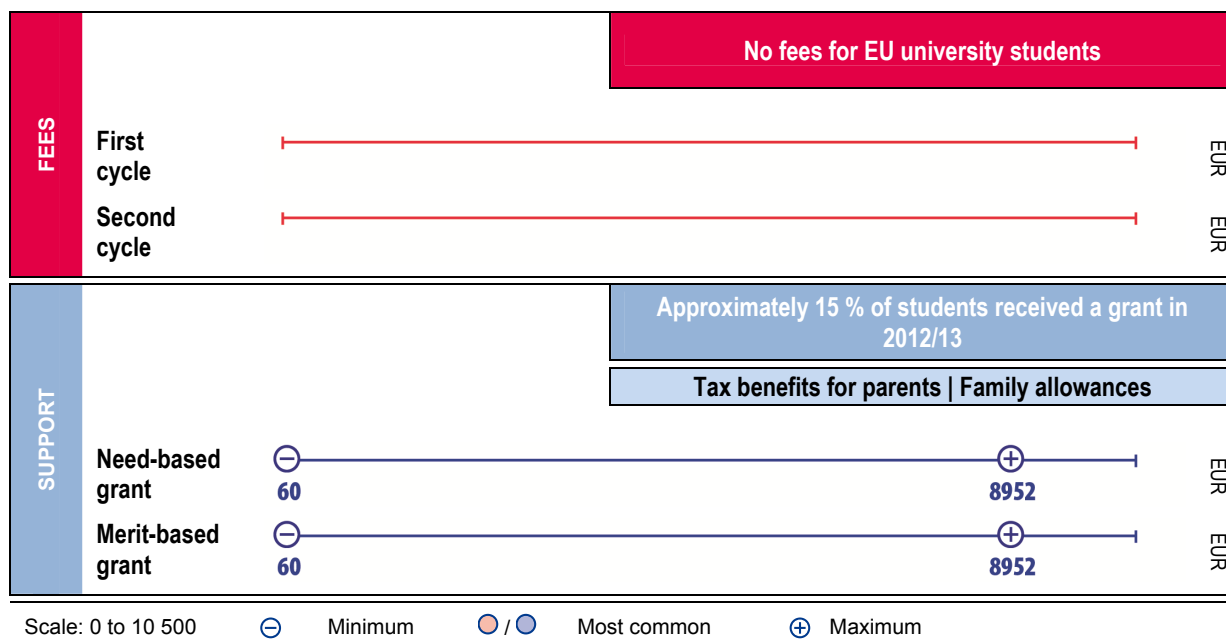 No fees for EU university students
FEES
First
cycle
EUR
Second
cycle
EUR
Approximately 15 % of students received a grant in
2012/13
Tax benefits for parents | Family allowances
SUPPORT
Need-based
grant
60
8952
EUR
Merit-based
grant
60
8952
EUR
Scale: 0 to 10 500 Minimum / Most common Maximum